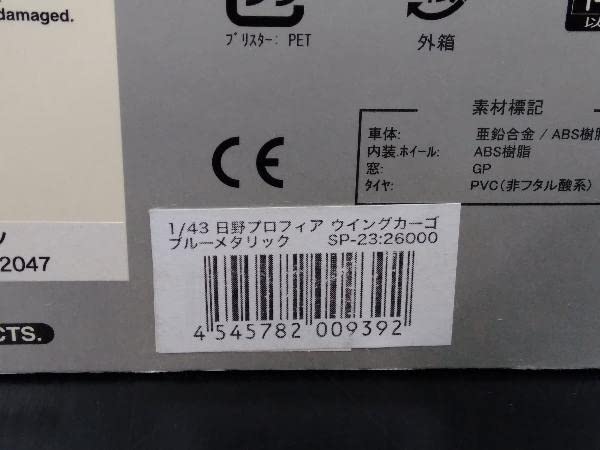 damaged.
ﾌﾞﾘｽﾀｰ: PET
外箱
素材標記
車体: 亜鉛合金 / ABS樹脂
内装.ホイール: ABS樹脂
窓: GP
タイヤ: PVC(非フタル酸系)
CE
1/43 日野プロフィア ウイングカーゴ
ブルーメタリック SP-23:26000
4 545782 009392
2047
CTS.